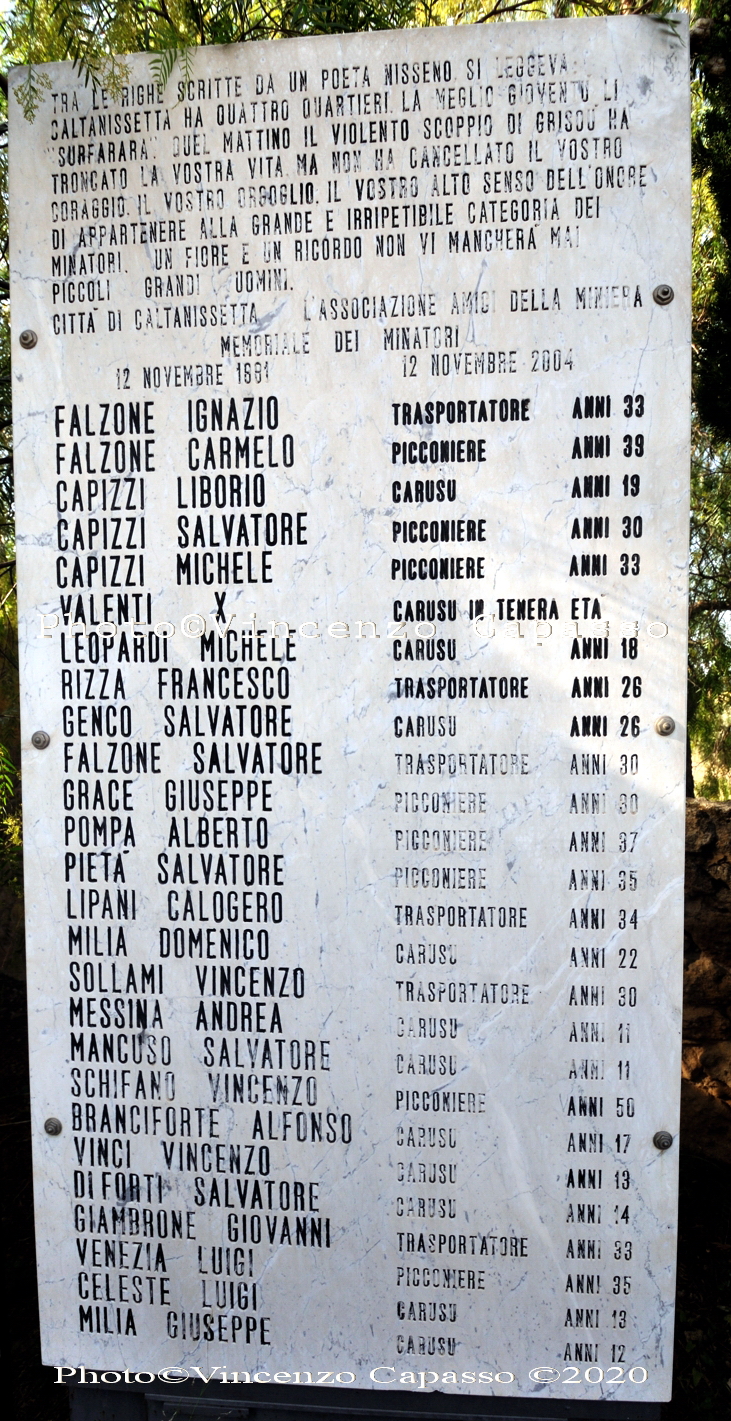 TRA LE RIGHE SCRITTE DA UM POETA NISSENO SI LEGGEVA:
CALTANISSETTA HA QUATTRO QUARTIERI. LA MEGLIO GIOVENTU LI
"SURFARARA" QUEL MATTINO IL VIOLENTO SCOPPIO DI GRISOU HA
TRONCATO LA VOSTRA VITA MA NON HA CANCELLATO IL VOSTRO
CORAGGIO. IL VOSTRO ORGOGLIO. IL VOSTRO ALTO SENSO DELL'ONORE
DI APPARTENERE ALLA GRANDE E IRRIPETIBILE CATEGORIA DEI
MINATORI. UN FIORE E UN RICORDO NON VI MANCHERÀ MAI
PICCOLI GRANDI UOMINI.
CITTÀ DI CALTANISSETTA L'ASSOCIAZIONE AMICI DELLA MINIERA
MEMORIALE DEI MINATORI
12 NOVEMBRE 1881 12 NOVEMBRE 2004
FALZONE IGNAZIO TRASPORTATORE ANNI 33
FALZONE CARMELO PICCONIERE ANNI 39
CAPIZZI LIBORIO CARUSU ANNI 19
CAPIZZI SALVATORE PICCONIERE ANNI 30
CAPIZZI MICHELE PICCONIERE ANNI 33
VALENTI X CARUSU IN TENERA ETÀ
Photo©Vincenzo Capasso
LEOPARDI MICHELE CARUSU ANNI 18
RIZZA FRANCESCO TRASPORTATORE ANNI 26
GENCO SALVATORE CARUSU ANNI 26
FALZONE SALVATORE TRASPORTATORE ANNI 30
GRACE GIUSEPPE PICCONIERE ANNI 30
POMPA ALBERTO PICCONIERE ANNI 37
PIETÀ SALVATORE PICCONIERE ANNI 35
LIPANI CALOGERO TRASPORTATORE ANNI 34
MILIA DOMENICO CARUSU ANNI 22
SOLLAMI VINCENZO TRASPORTATORE ANNI 30
MESSINA ANDREA CARUSU ANNI 11
MANCUSO SALVATORE CARUSU ANNI 11
SCHIFANO VINCENZO PICCONIERE ANNI 50
BRANCIFORTE ALFONSO CARUSU ANNI 17
VINCI VINCENZO CARUSU ANNI 13
DI FORTI SALVATORE CARUSU ANNI 14
GIAMBRONE GIOVANNI TRASPORTATORE ANNI 33
VENEZIA LUIGI PICCONIERE ANNI 35
CELESTE LUIGI CARUSU ANNI 13
MILIA GIUSEPPE CARUSU ANNI 12
Photo©Vincenzo Capasso ©2020